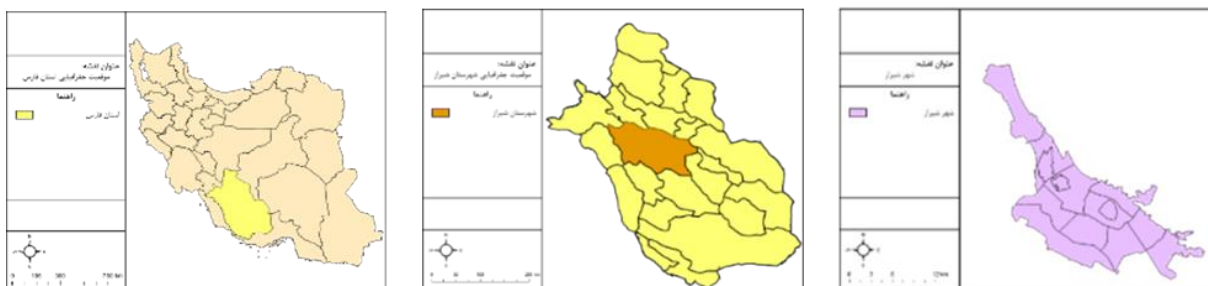 عنوان نقشه:
موقعیت جغرافیایی استان فارس
راهنما
استان فارس
عنوان نقشه:
موقعیت جغرافیایی شهرستان شیراز
راهنما
شهرستان شیراز
عنوان نقشه:
شهر شیراز
راهنما
شهر شیراز